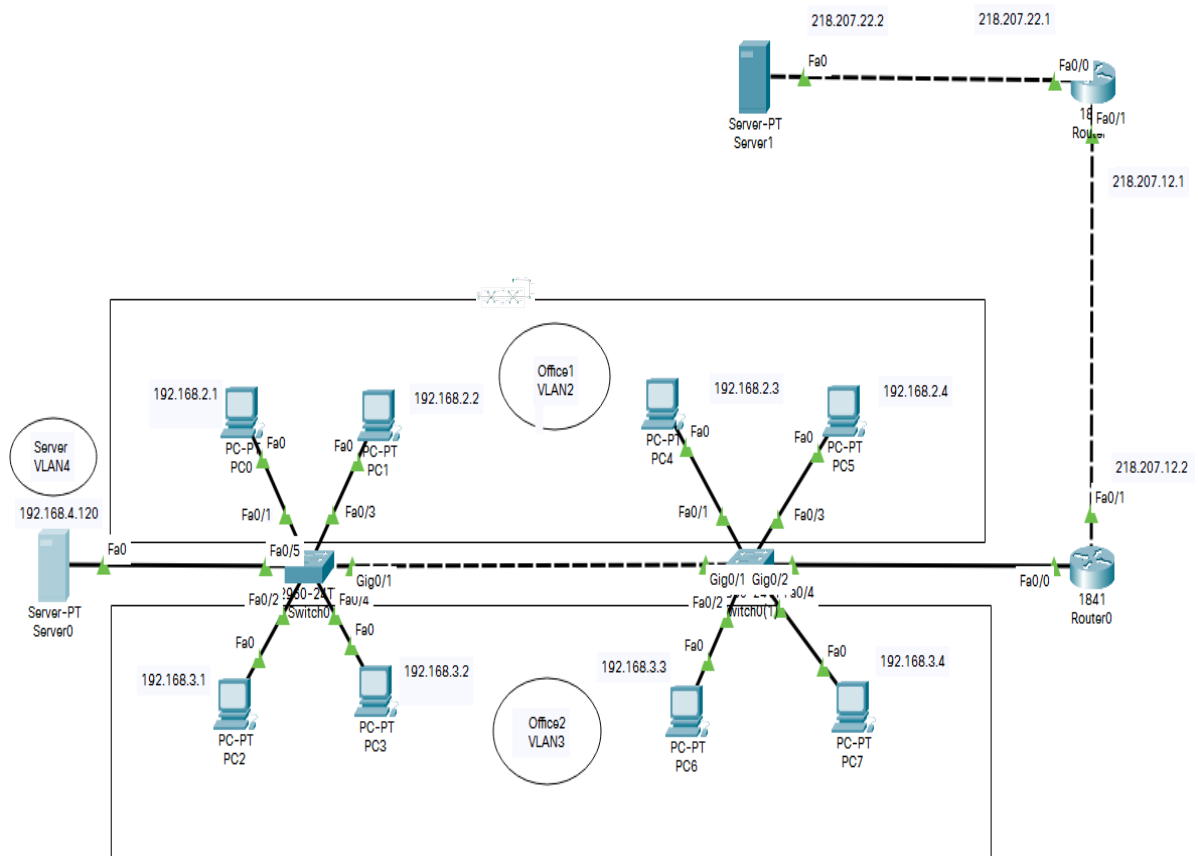 218.207.22.2
218.207.22.1
Fa0
Fa0/0
Server-PT
Server1
18
Fa0/1
218.207.12.1
Office1
VLAN2
192.168.2.1
192.168.2.2
192.168.2.3
192.168.2.4
Server
VLAN4
PC-PT
PC0
Fa0
Fa0
PC-PT
PC1
Fa0
PC-PT
PC4
Fa0
PC-PT
PC5
218.207.12.2
192.168.4.120
Fa0
Fa0/1
Fa0/3
Fa0/1
Fa0/3
Fa0/1
Fa0/5
Gig0/1
Gig0/1
Gig0/2
Fa0/0
Server-PT
Server0
Fa0/2
Fa0/4
Switch0
Fa0/2
1841
Router0
Fa0
Fa0
Fa0
Fa0
192.168.3.1
192.168.3.2
192.168.3.3
192.168.3.4
PC-PT
PC2
PC-PT
PC3
Office2
VLAN3
PC-PT
PC6
PC-PT
PC7